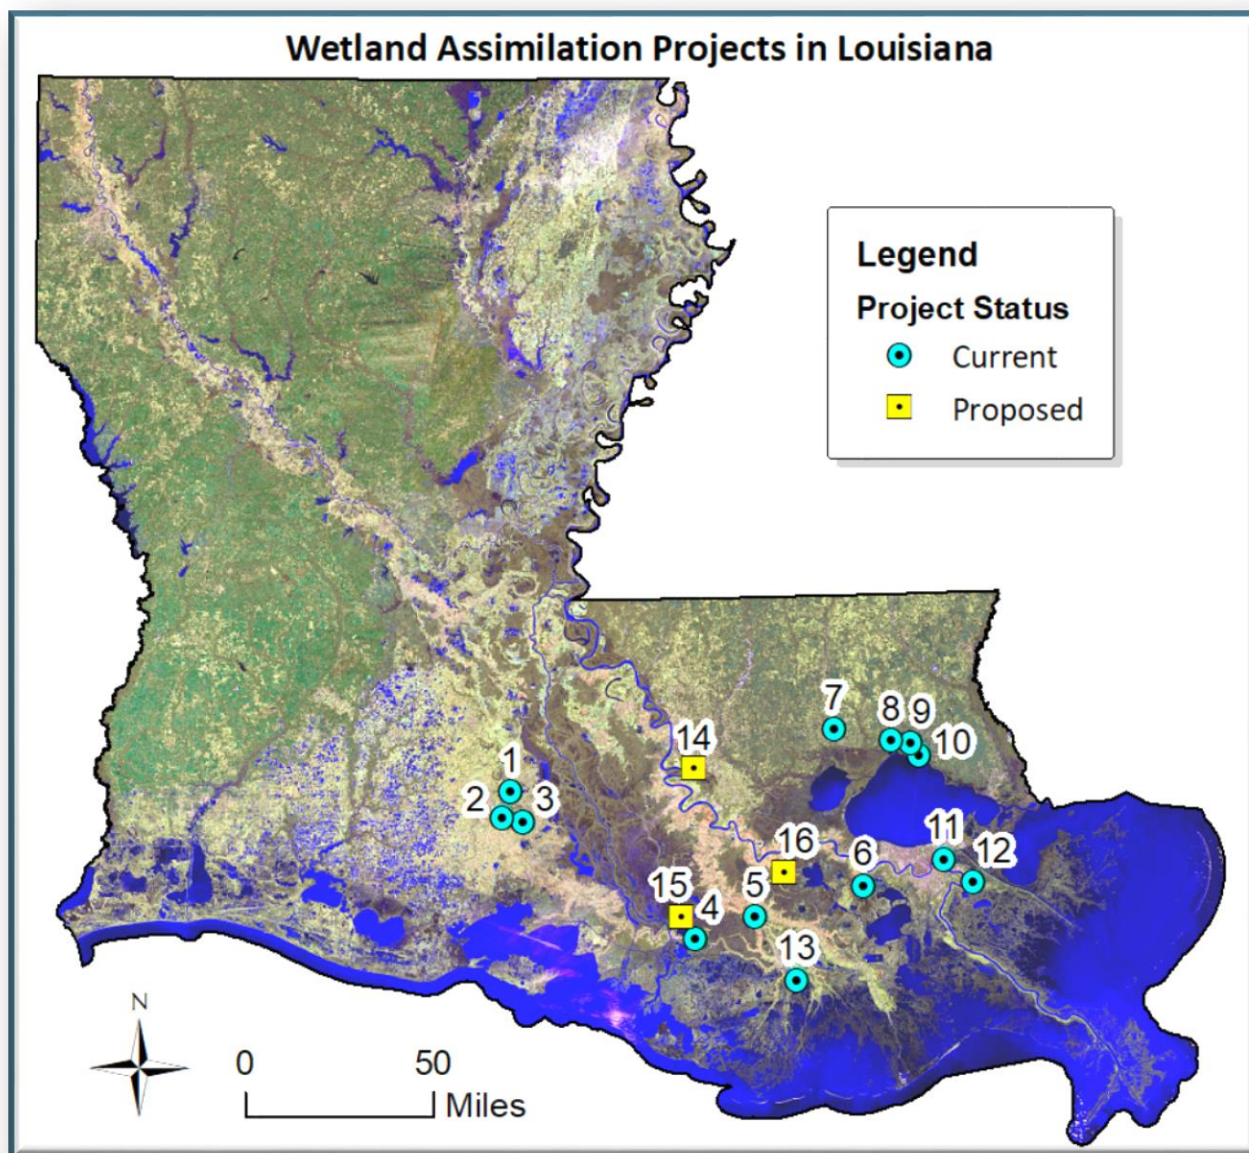 Wetland Assimilation Projects in Louisiana
Legend
Project Status
Current
Proposed
7
8
9
10
14
1
2
3
11
12
16
6
15
4
5
13
N
0
50
Miles